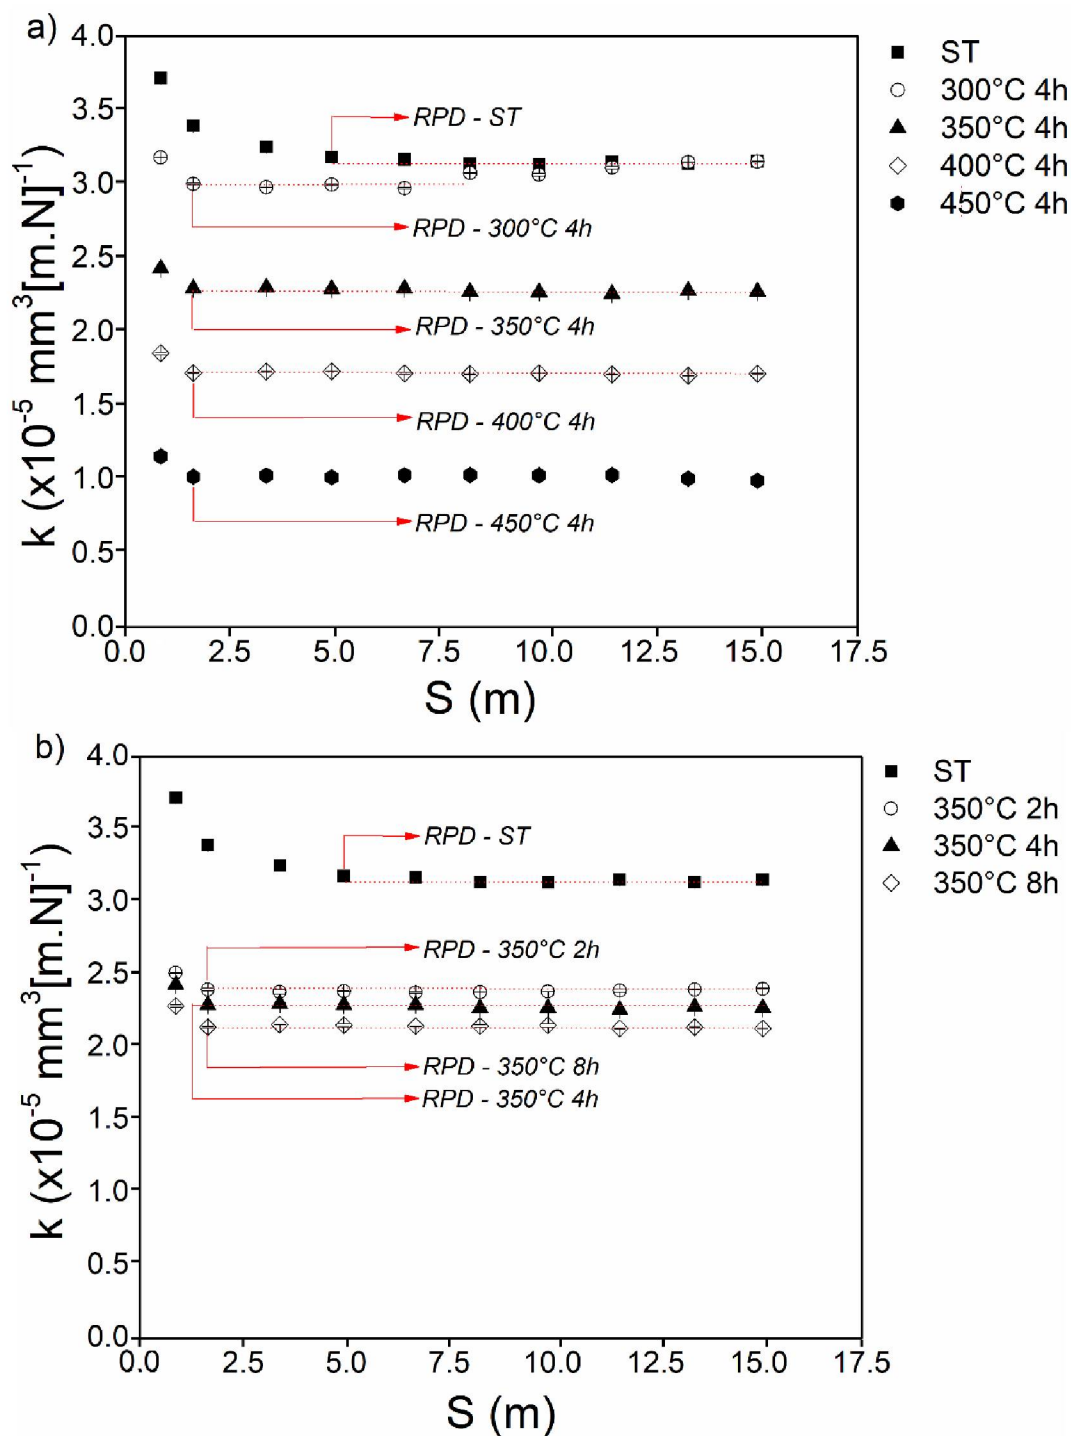 a)
4.0
3.5
3.0
2.5
2.0
1.5
1.0
0.5
0.0
k (x10⁻⁵ mm³[m.N]⁻¹)
RPD - ST
RPD - 300°C 4h
RPD - 350°C 4h
RPD - 400°C 4h
RPD - 450°C 4h
ST
300°C 4h
350°C 4h
400°C 4h
450°C 4h
0.0 2.5 5.0 7.5 10.0 12.5 15.0 17.5
S (m)
b)
4.0
3.5
3.0
2.5
2.0
1.5
1.0
0.5
0.0
k (x10⁻⁵ mm³[m.N]⁻¹)
RPD - ST
RPD - 350°C 2h
RPD - 350°C 8h
RPD - 350°C 4h
ST
350°C 2h
350°C 4h
350°C 8h
0.0 2.5 5.0 7.5 10.0 12.5 15.0 17.5
S (m)